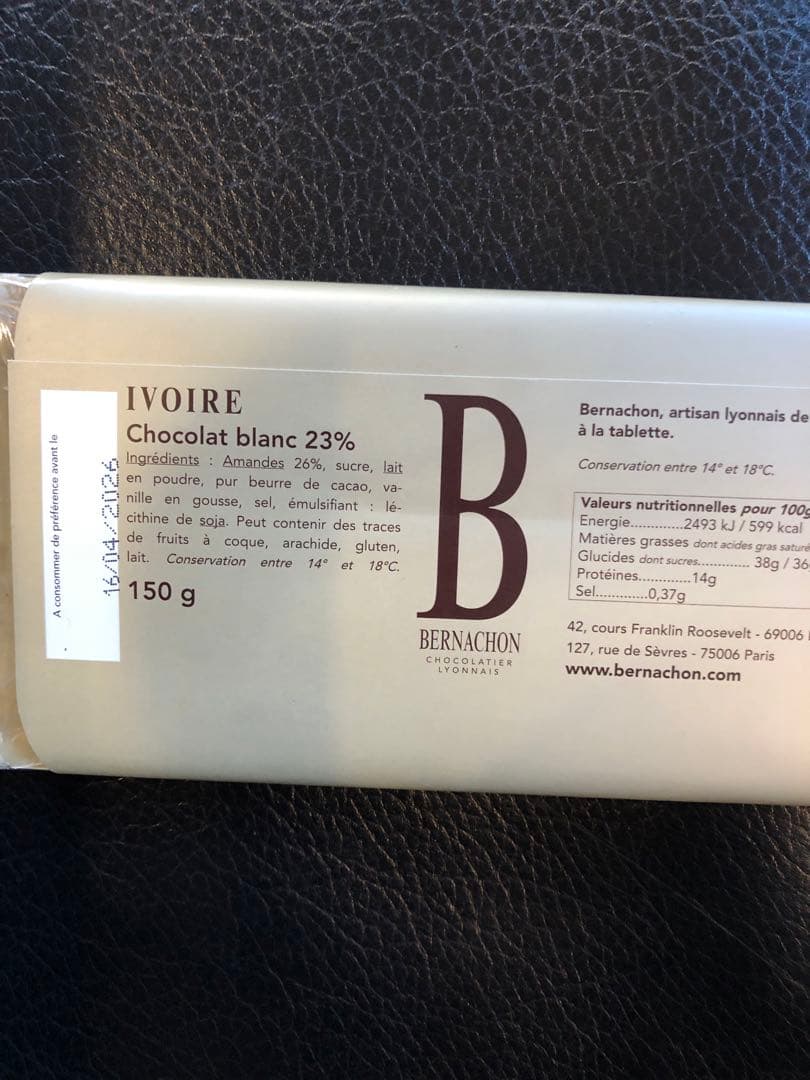 A consommer de préférence avant le
16/04/2026
IVOIRE
Chocolat blanc 23%
Ingrédients : Amandes 26%, sucre, lait
en poudre, pur beurre de cacao, va-
nille en gousse, sel, émulsifiant : lé-
cithine de soja. Peut contenir des traces
de fruits à coque, arachide, gluten,
lait. Conservation entre 14° et 18°C.
150 g
B
BERNACHON
CHOCOLATIER
LYONNAIS
Bernachon, artisan lyonnais de
à la tablette.
Conservation entre 14° et 18°C.
Valeurs nutritionnelles pour 100g
Energie.............2493 kJ / 599 kcal
Matières grasses dont acides gras saturé
Glucides dont sucres............. 38g / 36
Protéines.............14g
Sel.............0,37g
42, cours Franklin Roosevelt - 69006
127, rue de Sèvres - 75006 Paris
www.bernachon.com